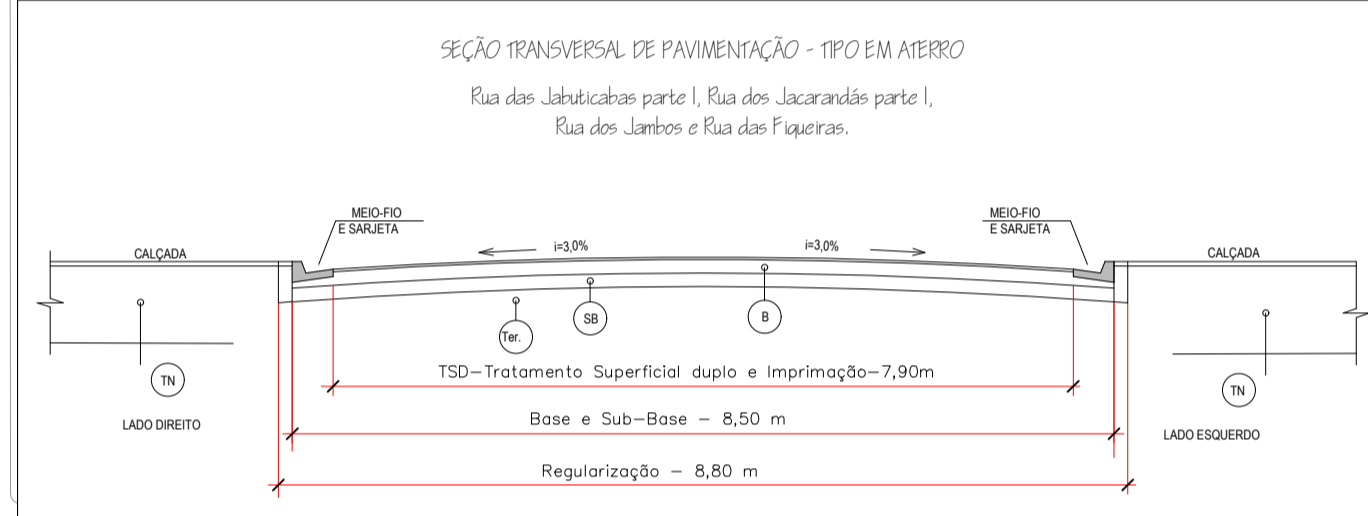 SEÇÃO TRANSVERSAL DE PAVIMENTAÇÃO - TIPO EM ATERRO
Rua das Jabuticabas parte I, Rua dos Jacarandás parte I,
Rua dos Jambos e Rua das Figueiras.
MEIO-FIO
E SARJETA
MEIO-FIO
E SARJETA
i=3,0%
i=3,0%
CALÇADA
CALÇADA
Ter.
SB
B
TN
TN
TSD-Tratamento Superficial duplo e Imprimação-7,90m
LADO DIREITO
Base e Sub-Base - 8,50 m
LADO ESQUERDO
Regularização - 8,80 m